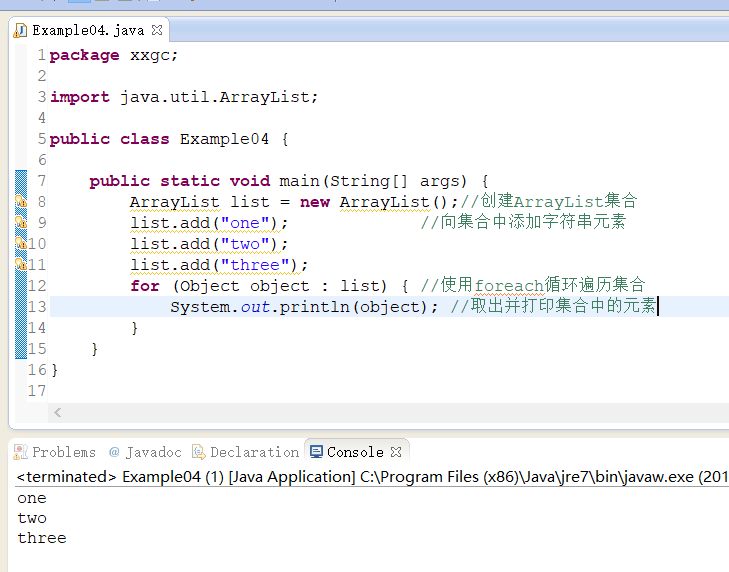 Example04.java
1 package xxgc;
2
3 import java.util.ArrayList;
4
5 public class Example04 {
6
7     public static void main(String[] args) {
8         ArrayList list = new ArrayList();//创建ArrayList集合
9         list.add("one");             //向集合中添加字符串元素
10         list.add("two");
11         list.add("three");
12         for (Object object : list) { //使用foreach循环遍历集合
13             System.out.println(object); //取出并打印集合中的元素
14         }
15     }
16 }
17
Problems @ Javadoc Declaration Console
<terminated> Example04 (1) [Java Application] C:\Program Files (x86)\Java\jre7\bin\javaw.exe (201
one
two
three